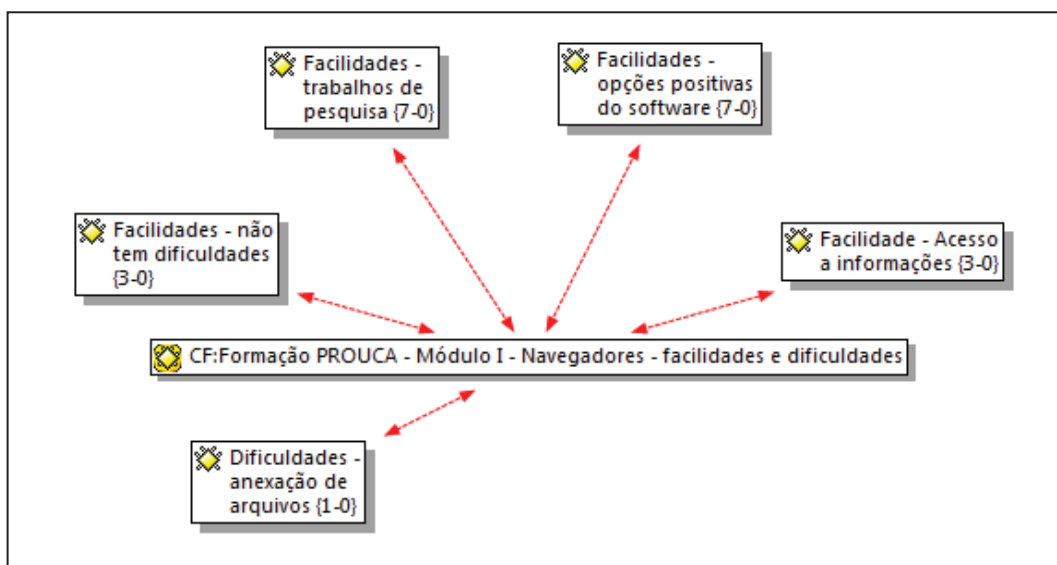 Facilidades -
trabalhos de
pesquisa {7-0}
Facilidades -
opções positivas
do software {7-0}
Facilidades - não
tem dificuldades
{3-0}
Facilidade - Acesso
a informações {3-0}
CF:Formação PROUCA - Módulo I - Navegadores - facilidades e dificuldades
Dificuldades -
anexação de
arquivos {1-0}